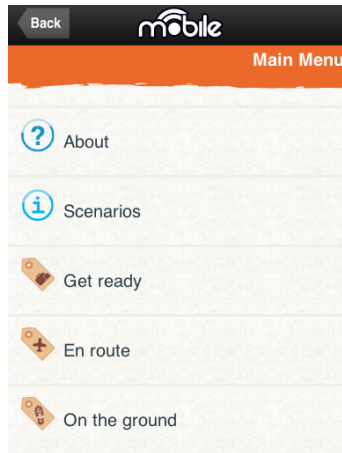 Back
mobile
Main Menu
? About
i Scenarios
Get ready
En route
On the ground